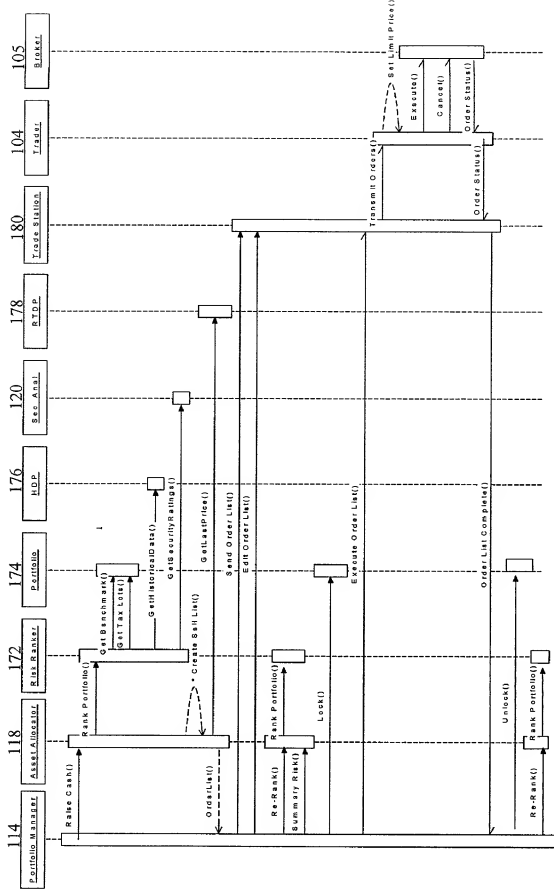 114
Portfolio Manager
118
Asset Allocator
172
Risk Ranker
174
Portfolio
176
HDP
120
Sec Anal
178
RTDP
180
Trade Station
104
Trader
105
Broker
Raise Cash()
Rank Portfolio()
Get Benchmark()
Get Tax Lots()
GetHistoricalData()
GetSecurityRatings()
* Create Sell List()
GetLastPrice()
OrderList()
Send Order List()
Edit Order List()
Re-Rank()
Rank Portfolio()
Summary Risk()
Lock()
Execute Order List()
Transmit Orders()
Set Limit Price()
Execute()
Cancel()
Order Status()
Order Status()
Order List Complete()
Unlock()
Re-Rank()
Rank Portfolio()